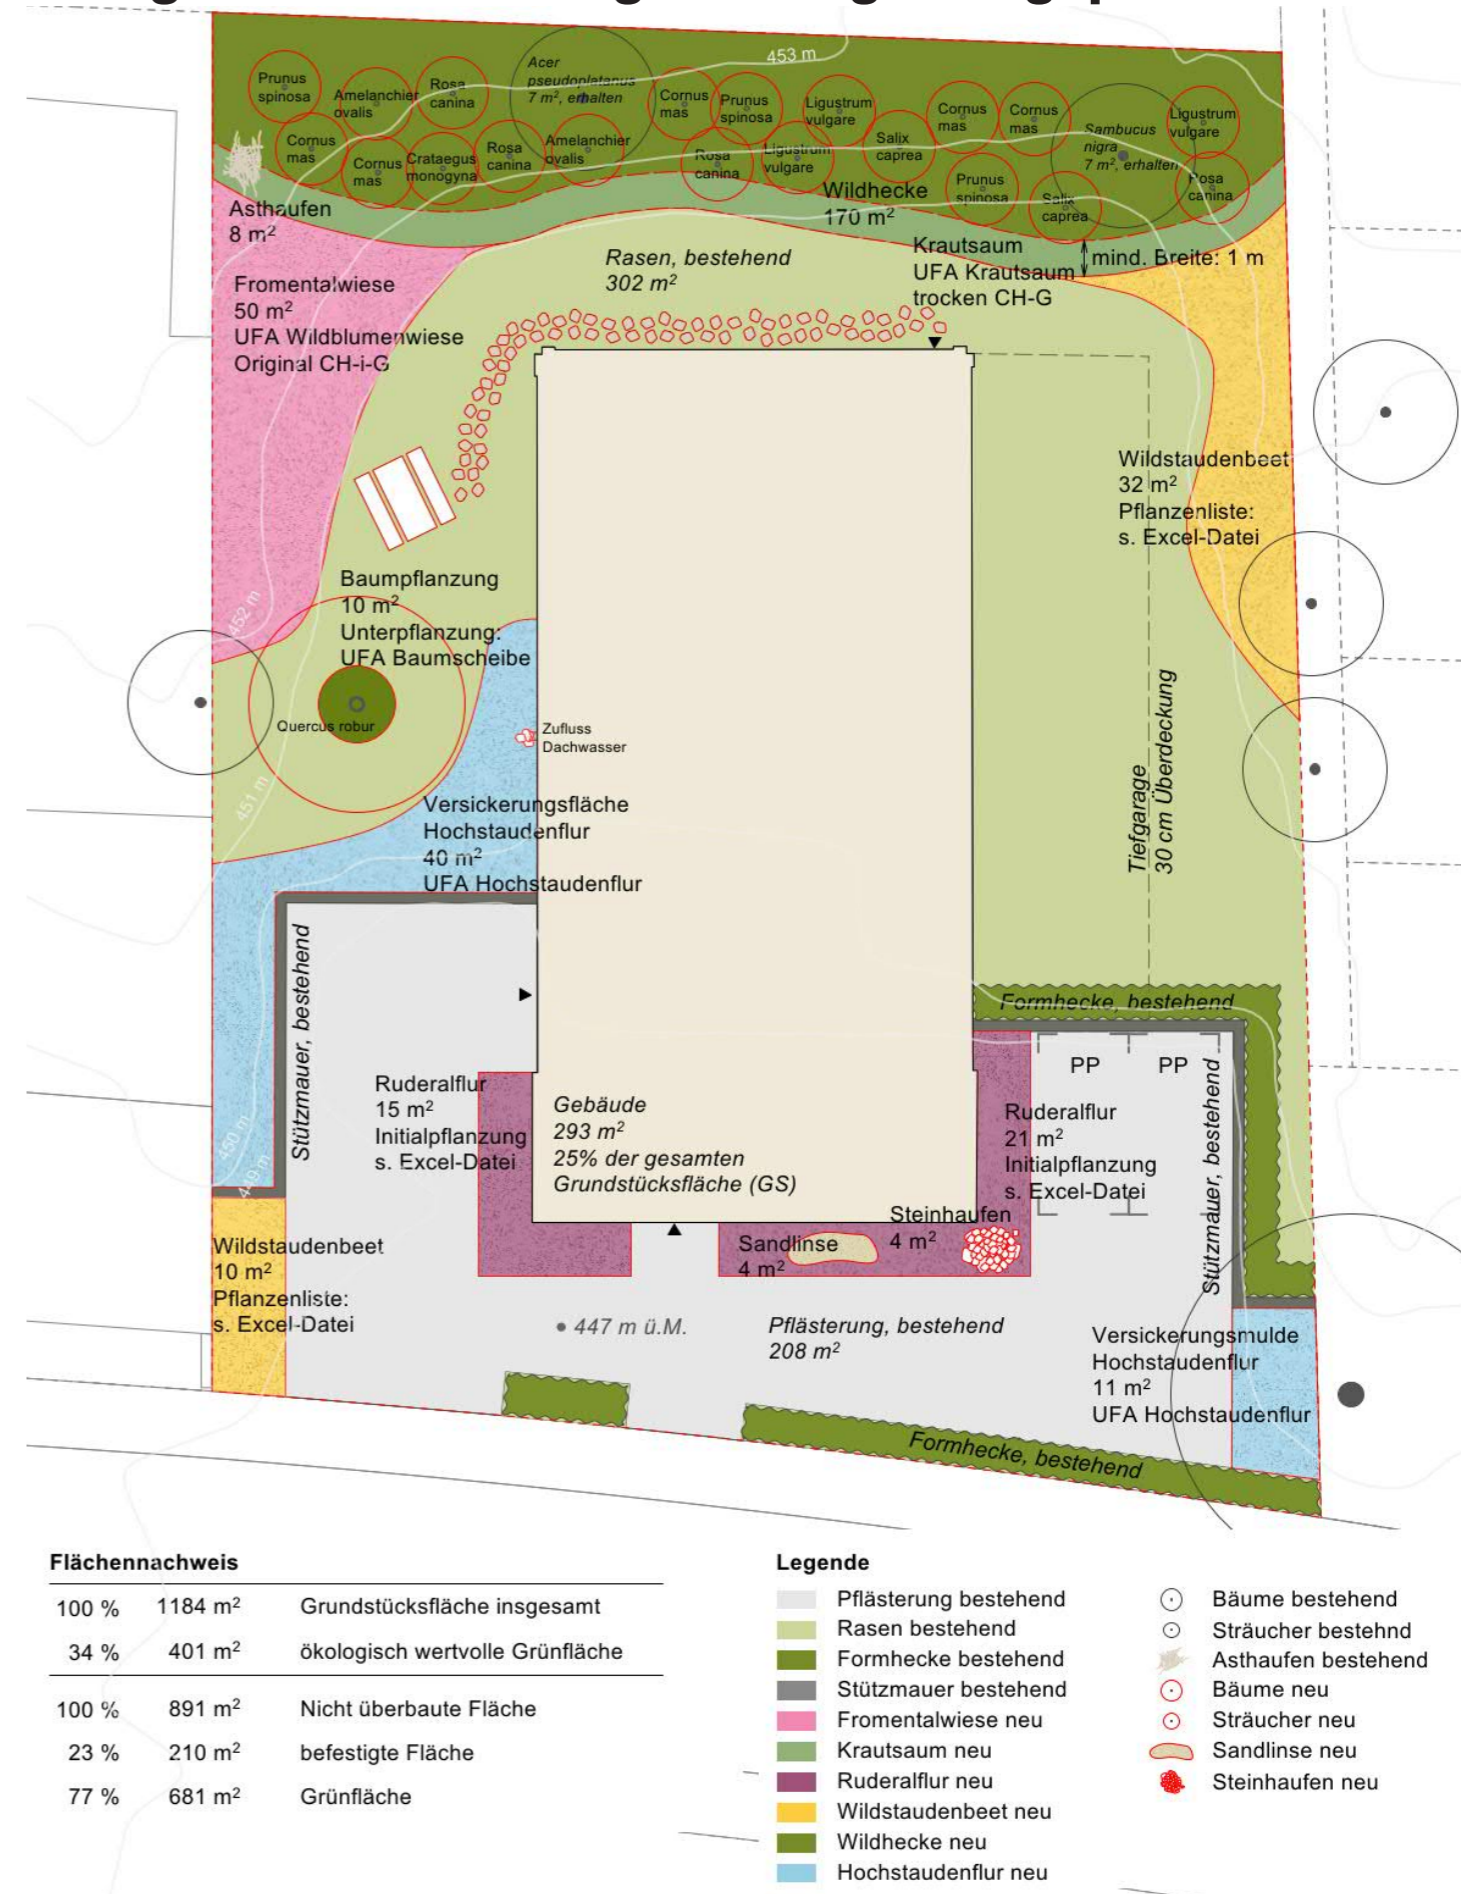 453 m
Prunus
spinosa
Amelanchier
ovalis
Rosa
canina
Acer
pseudoplatanus
7 m², erhalten
Cornus
mas
Prunus
spinosa
Ligustrum
vulgare
Salix
caprea
Cornus
mas
Cornus
mas
Sambucus
nigra
7 m², erhalten
Ligustrum
vulgare
Cornus
mas
Cornus
mas
Crataegus
monogyna
Rosa
canina
Amelanchier
ovalis
Rosa
canina
Ligustrum
vulgare
Prunus
spinosa
Salix
caprea
Rosa
canina
Wildhecke
170 m²
Asthaufen
8 m²
Krautsaum
UFA Krautsaum
trocken CH-G
mind. Breite: 1 m
Rasen, bestehend
302 m²
Fromentalwiese
50 m²
UFA Wildblumenwiese
Original CH-i-G
Wildstaudenbeet
32 m²
Pflanzenliste:
s. Excel-Datei
Baumpflanzung
10 m²
Unterpflanzung:
UFA Baumscheibe
452 m
Quercus robur
Zufluss
Dachwasser
451 m
Versickerungsfläche
Hochstaudenflur
40 m²
UFA Hochstaudenflur
Tiefgarage
30 cm Überdeckung
Stützmauer, bestehend
Formhecke, bestehend
PP
PP
450 m
449 m
Ruderalflur
15 m²
Initialpflanzung
s. Excel-Datei
Gebäude
293 m²
25% der gesamten
Grundstücksfläche (GS)
Ruderalflur
21 m²
Initialpflanzung
s. Excel-Datei
Stützmauer, bestehend
Steinhaufen
4 m²
Sandlinse
4 m²
Wildstaudenbeet
10 m²
Pflanzenliste:
s. Excel-Datei
447 m ü.M.
Pflästerung, bestehend
208 m²
Versickerungsmulde
Hochstaudenflur
11 m²
UFA Hochstaudenflur
Formhecke, bestehend
Flächennachweis
100 % 1184 m² Grundstücksfläche insgesamt
34 % 401 m² ökologisch wertvolle Grünfläche
100 % 891 m² Nicht überbaute Fläche
23 % 210 m² befestigte Fläche
77 % 681 m² Grünfläche
Legende
Pflästerung bestehend
Rasen bestehend
Formhecke bestehend
Stützmauer bestehend
Fromentalwiese neu
Krautsaum neu
Ruderalflur neu
Wildstaudenbeet neu
Wildhecke neu
Hochstaudenflur neu
Bäume bestehend
Sträucher bestehnd
Asthaufen bestehend
Bäume neu
Sträucher neu
Sandlinse neu
Steinhaufen neu